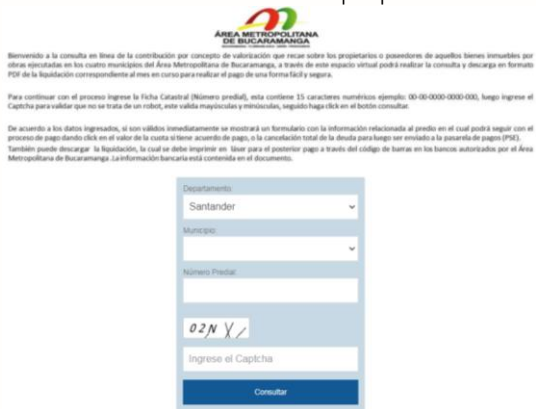 ÁREA METROPOLITANA
DE BUCARAMANGA
Bienvenido a la consulta en línea de la contribución por concepto de valorización que recae sobre los propietarios o poseedores de aquellos bienes inmuebles por
obras ejecutadas en los cuatro municipios del Área Metropolitana de Bucaramanga, a través de este espacio virtual podrá realizar la consulta y descarga en formato
PDF de la liquidación correspondiente al mes en curso para realizar el pago de una forma fácil y segura.
Para continuar con el proceso ingrese la Ficha Catastral (Número predial), esta contiene 15 caracteres numéricos ejemplo: 00-00-0000-0000-000, luego ingrese el
Captcha para validar que no se trata de un robot, este valida mayúsculas y minúsculas, seguido haga click en el botón consultar.
De acuerdo a los datos ingresados, si son válidos inmediatamente se mostrará un formulario con la información relacionada al predio en el cual podrá seguir con el
proceso de pago dando click en el valor de la cuota si tiene acuerdo de pago, o la cancelación total de la deuda para luego ser enviado a la pasarela de pagos (PSE).
También puede descargar la liquidación, la cual se debe imprimir en láser para el posterior pago a través del código de barras en los bancos autorizados por el Área
Metropolitana de Bucaramanga .La información bancaria está contenida en el documento.
Departamento:
Santander
Municipio:
Número Predial:
Ingrese el Captcha
Consultar